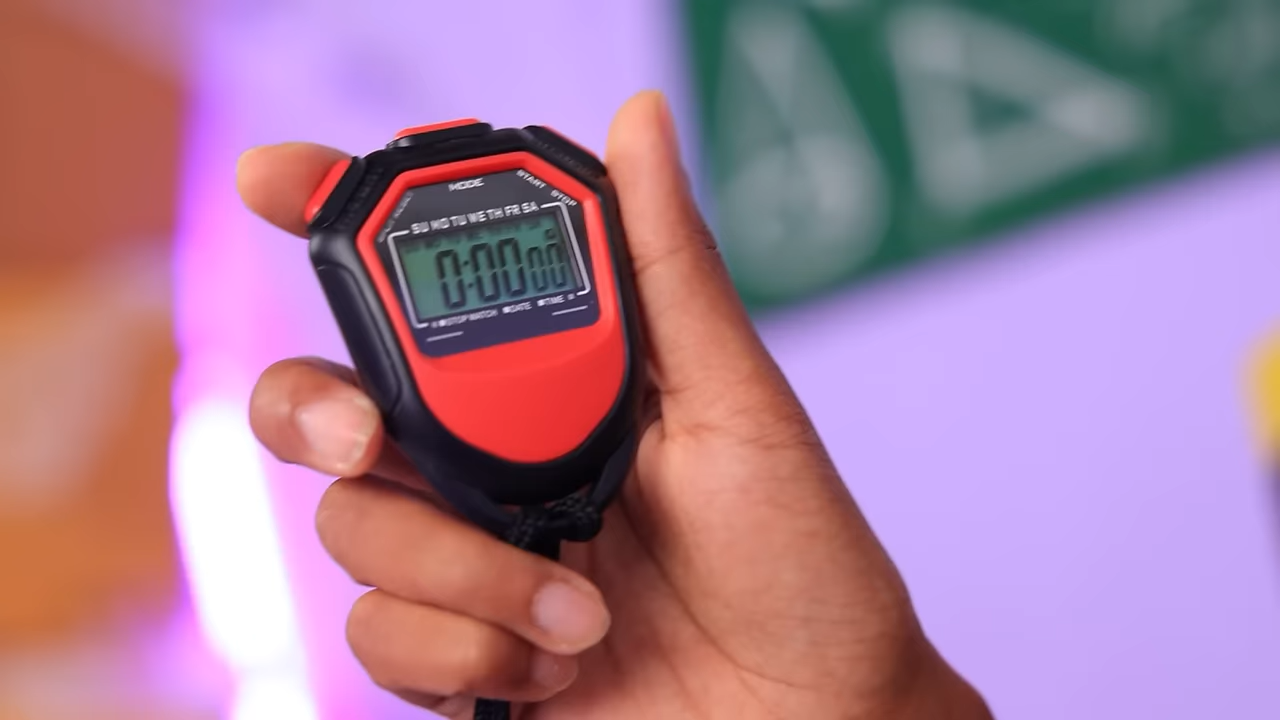 MODE
START
STOP
SU MO TU WE TH FR SA
0:00 00
■STOPWATCH ■DATE ■TIME